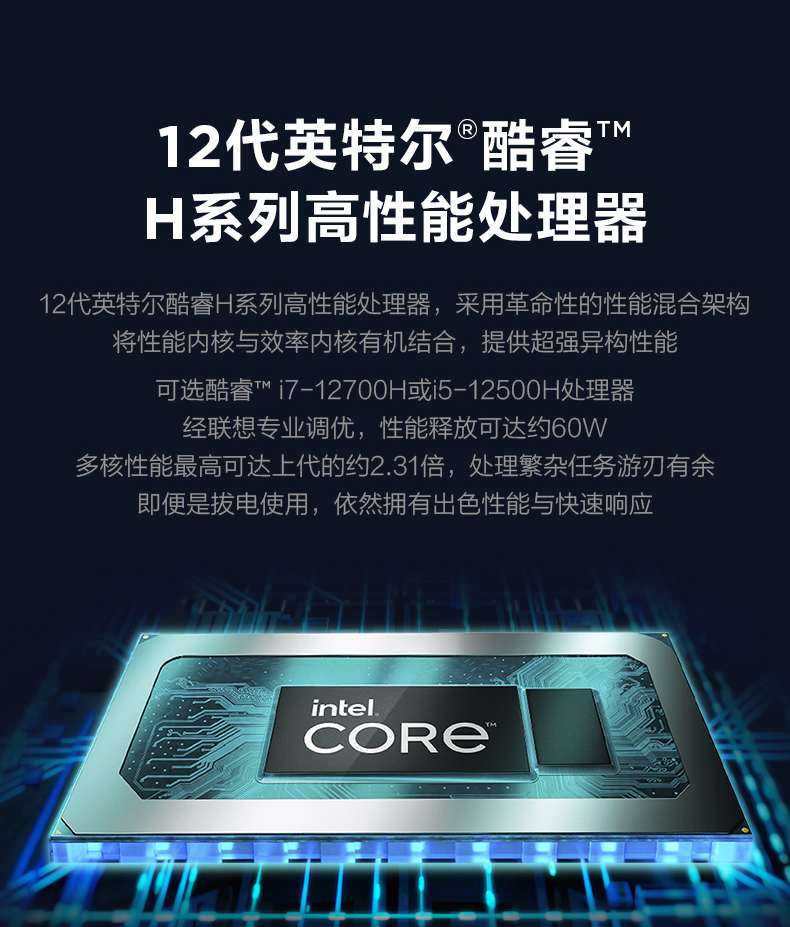 12代英特尔®酷睿™
H系列高性能处理器
12代英特尔酷睿H系列高性能处理器，采用革命性的性能混合架构
将性能内核与效率内核有机结合，提供超强异构性能
可选酷睿™ i7-12700H或i5-12500H处理器
经联想专业调优，性能释放可达约60W
多核性能最高可达上代的约2.31倍，处理繁杂任务游刃有余
即便是拔电使用，依然拥有出色性能与快速响应
intel.
CORe™